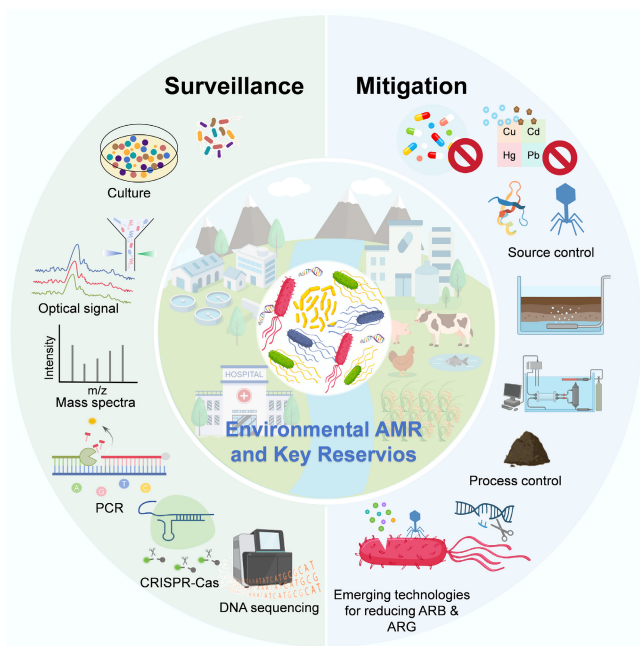 Surveillance
Mitigation
Culture
Optical signal
Intensity
m/z
Mass spectra
A
G
T
C
PCR
CRISPR-Cas
DNA sequencing
Cu Cd
Hg Pb
Source control
Process control
HOSPITAL
Environmental AMR
and Key Reservios
Emerging technologies
for reducing ARB &
ARG